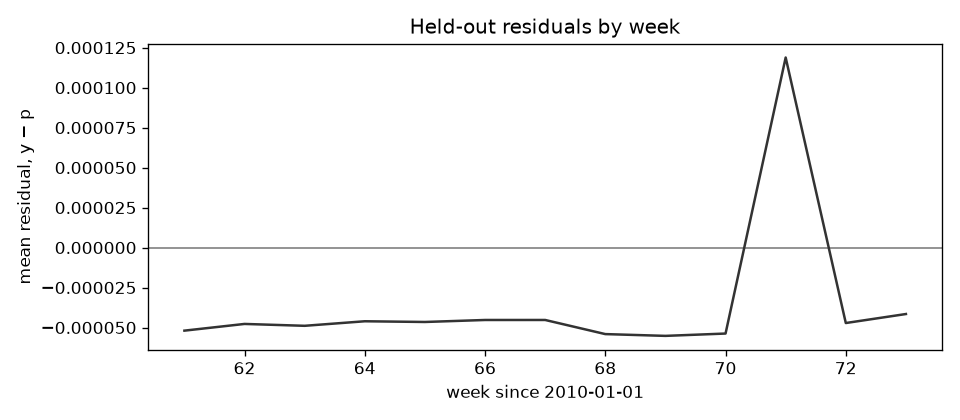 Held-out residuals by week
mean residual, y − p
0.000125
0.000100
0.000075
0.000050
0.000025
0.000000
−0.000025
−0.000050
62 64 66 68 70 72
week since 2010-01-01